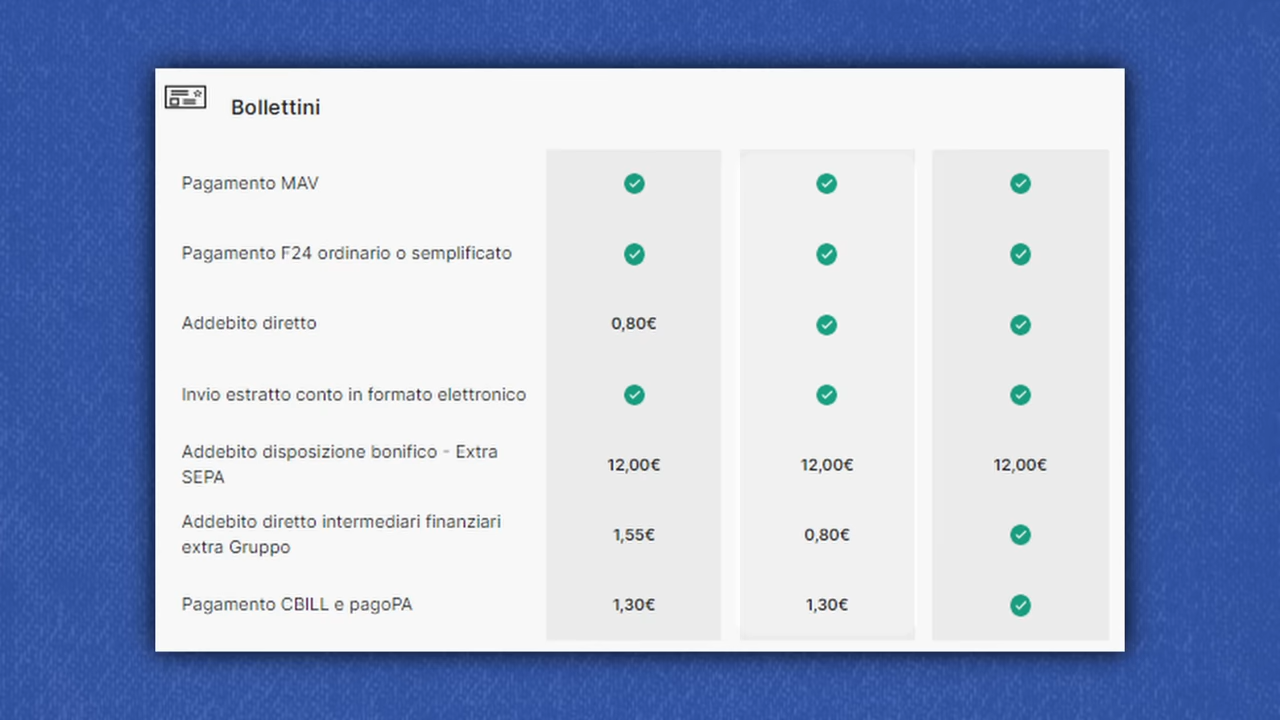 Bollettini
Pagamento MAV
Pagamento F24 ordinario o semplificato
Addebito diretto
0,80€
Invio estratto conto in formato elettronico
Addebito disposizione bonifico - Extra
SEPA
12,00€ 12,00€ 12,00€
Addebito diretto intermediari finanziari
extra Gruppo
1,55€ 0,80€
Pagamento CBILL e pagoPA
1,30€ 1,30€